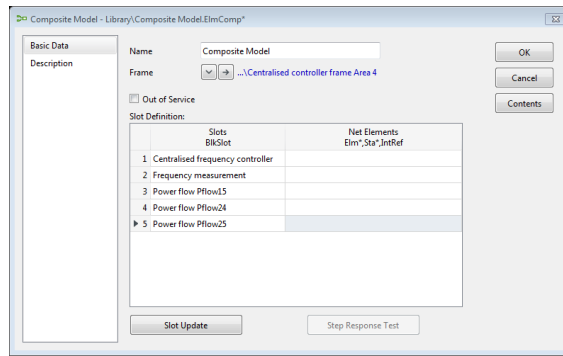 Composite Model - Library\Composite Model.ElmComp*
Basic Data
Description
Name
Composite Model
Frame
...\Centralised controller frame Area 4
Out of Service
Slot Definition:
Slots
BlkSlot
Net Elements
Elm*,Sta*,IntRef
1 Centralised frequency controller
2 Frequency measurement
3 Power flow Pflow15
4 Power flow Pflow24
5 Power flow Pflow25
Slot Update
Step Response Test
OK
Cancel
Contents